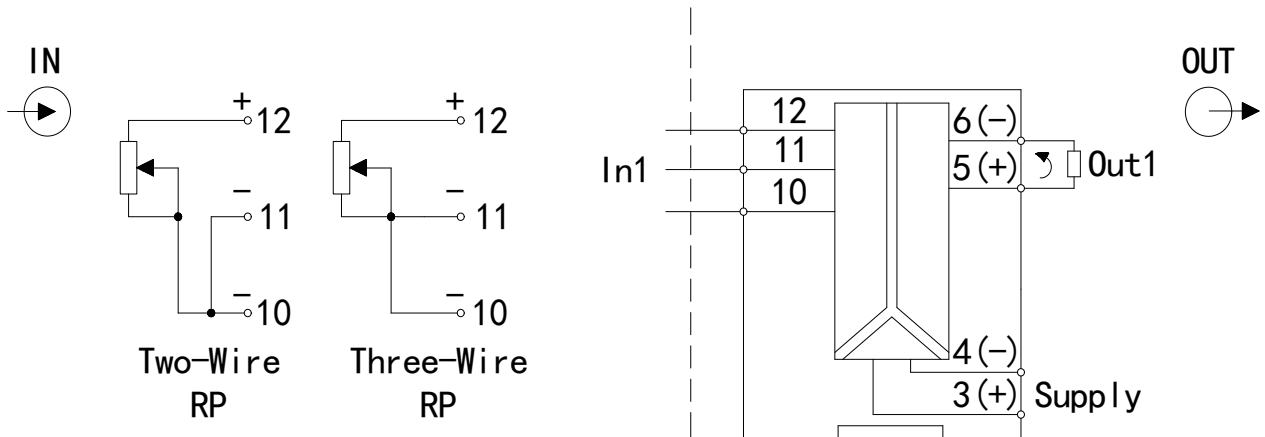 IN
+
12
−
11
−
10
Two-Wire
RP
+
12
−
11
−
10
Three-Wire
RP
In1
12
11
10
6(−)
5(+)
Out1
4(−)
3(+)
Supply
OUT